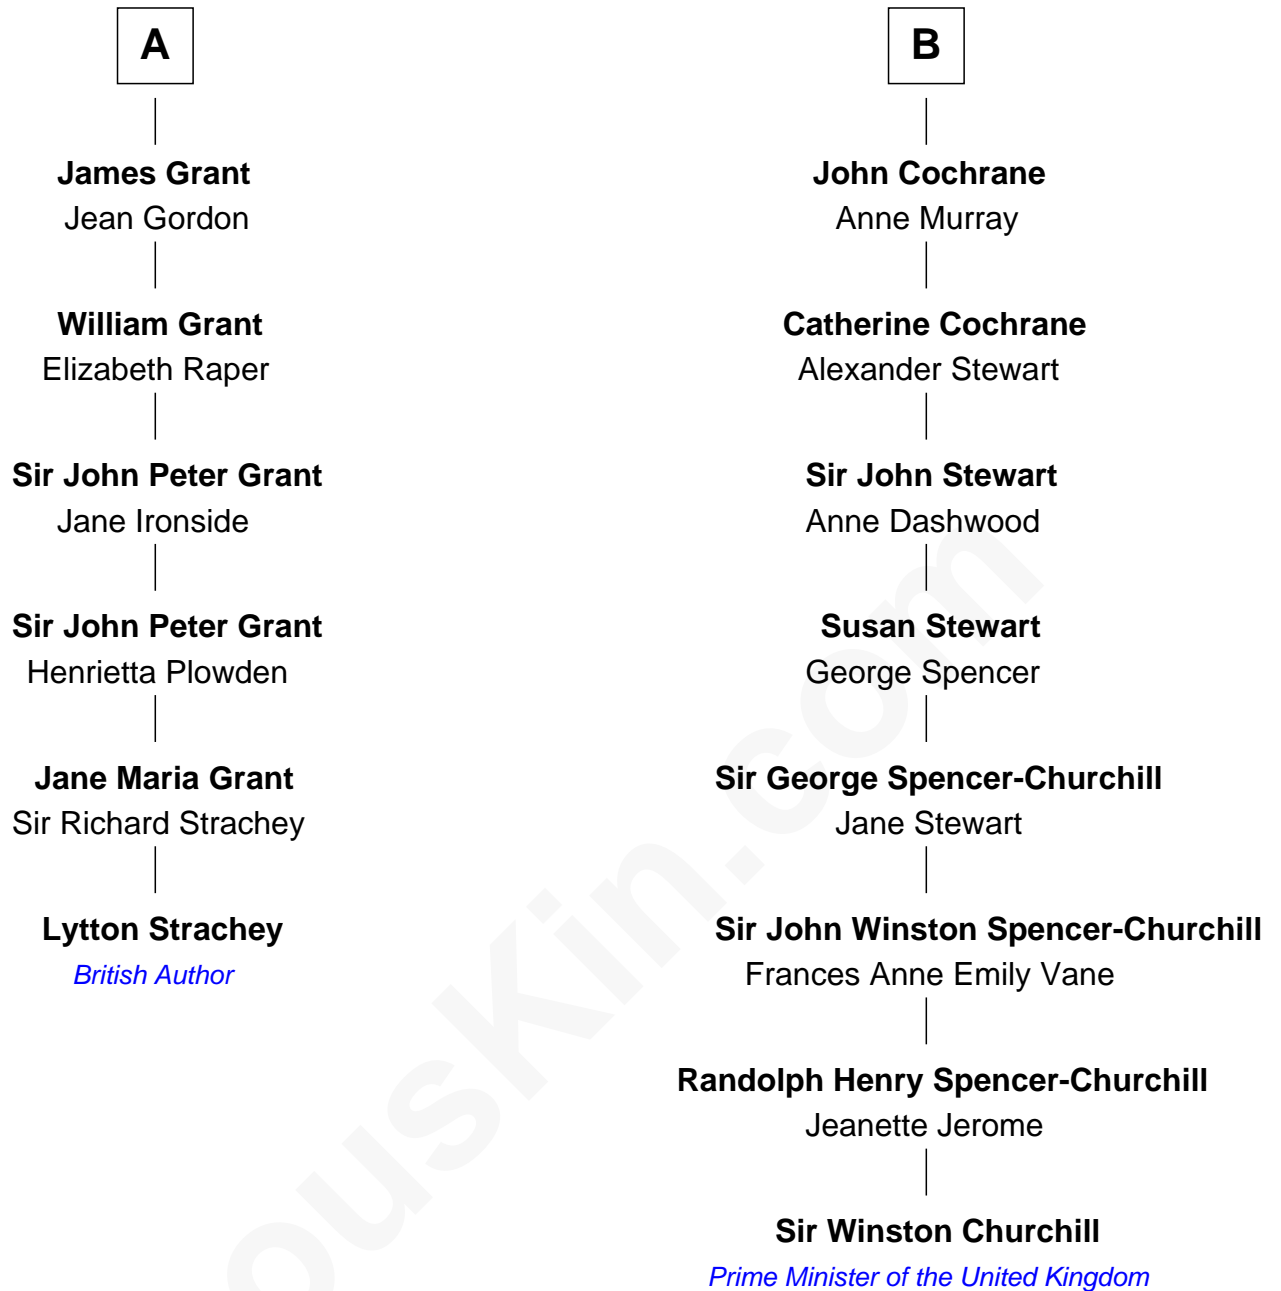 A
James Grant
Jean Gordon
William Grant
Elizabeth Raper
Sir John Peter Grant
Jane Ironside
Sir John Peter Grant
Henrietta Plowden
Jane Maria Grant
Sir Richard Strachey
Lytton Strachey
British Author
B
John Cochrane
Anne Murray
Catherine Cochrane
Alexander Stewart
Sir John Stewart
Anne Dashwood
Susan Stewart
George Spencer
Sir George Spencer-Churchill
Jane Stewart
Sir John Winston Spencer-Churchill
Frances Anne Emily Vane
Randolph Henry Spencer-Churchill
Jeanette Jerome
Sir Winston Churchill
Prime Minister of the United Kingdom
ousKin.com